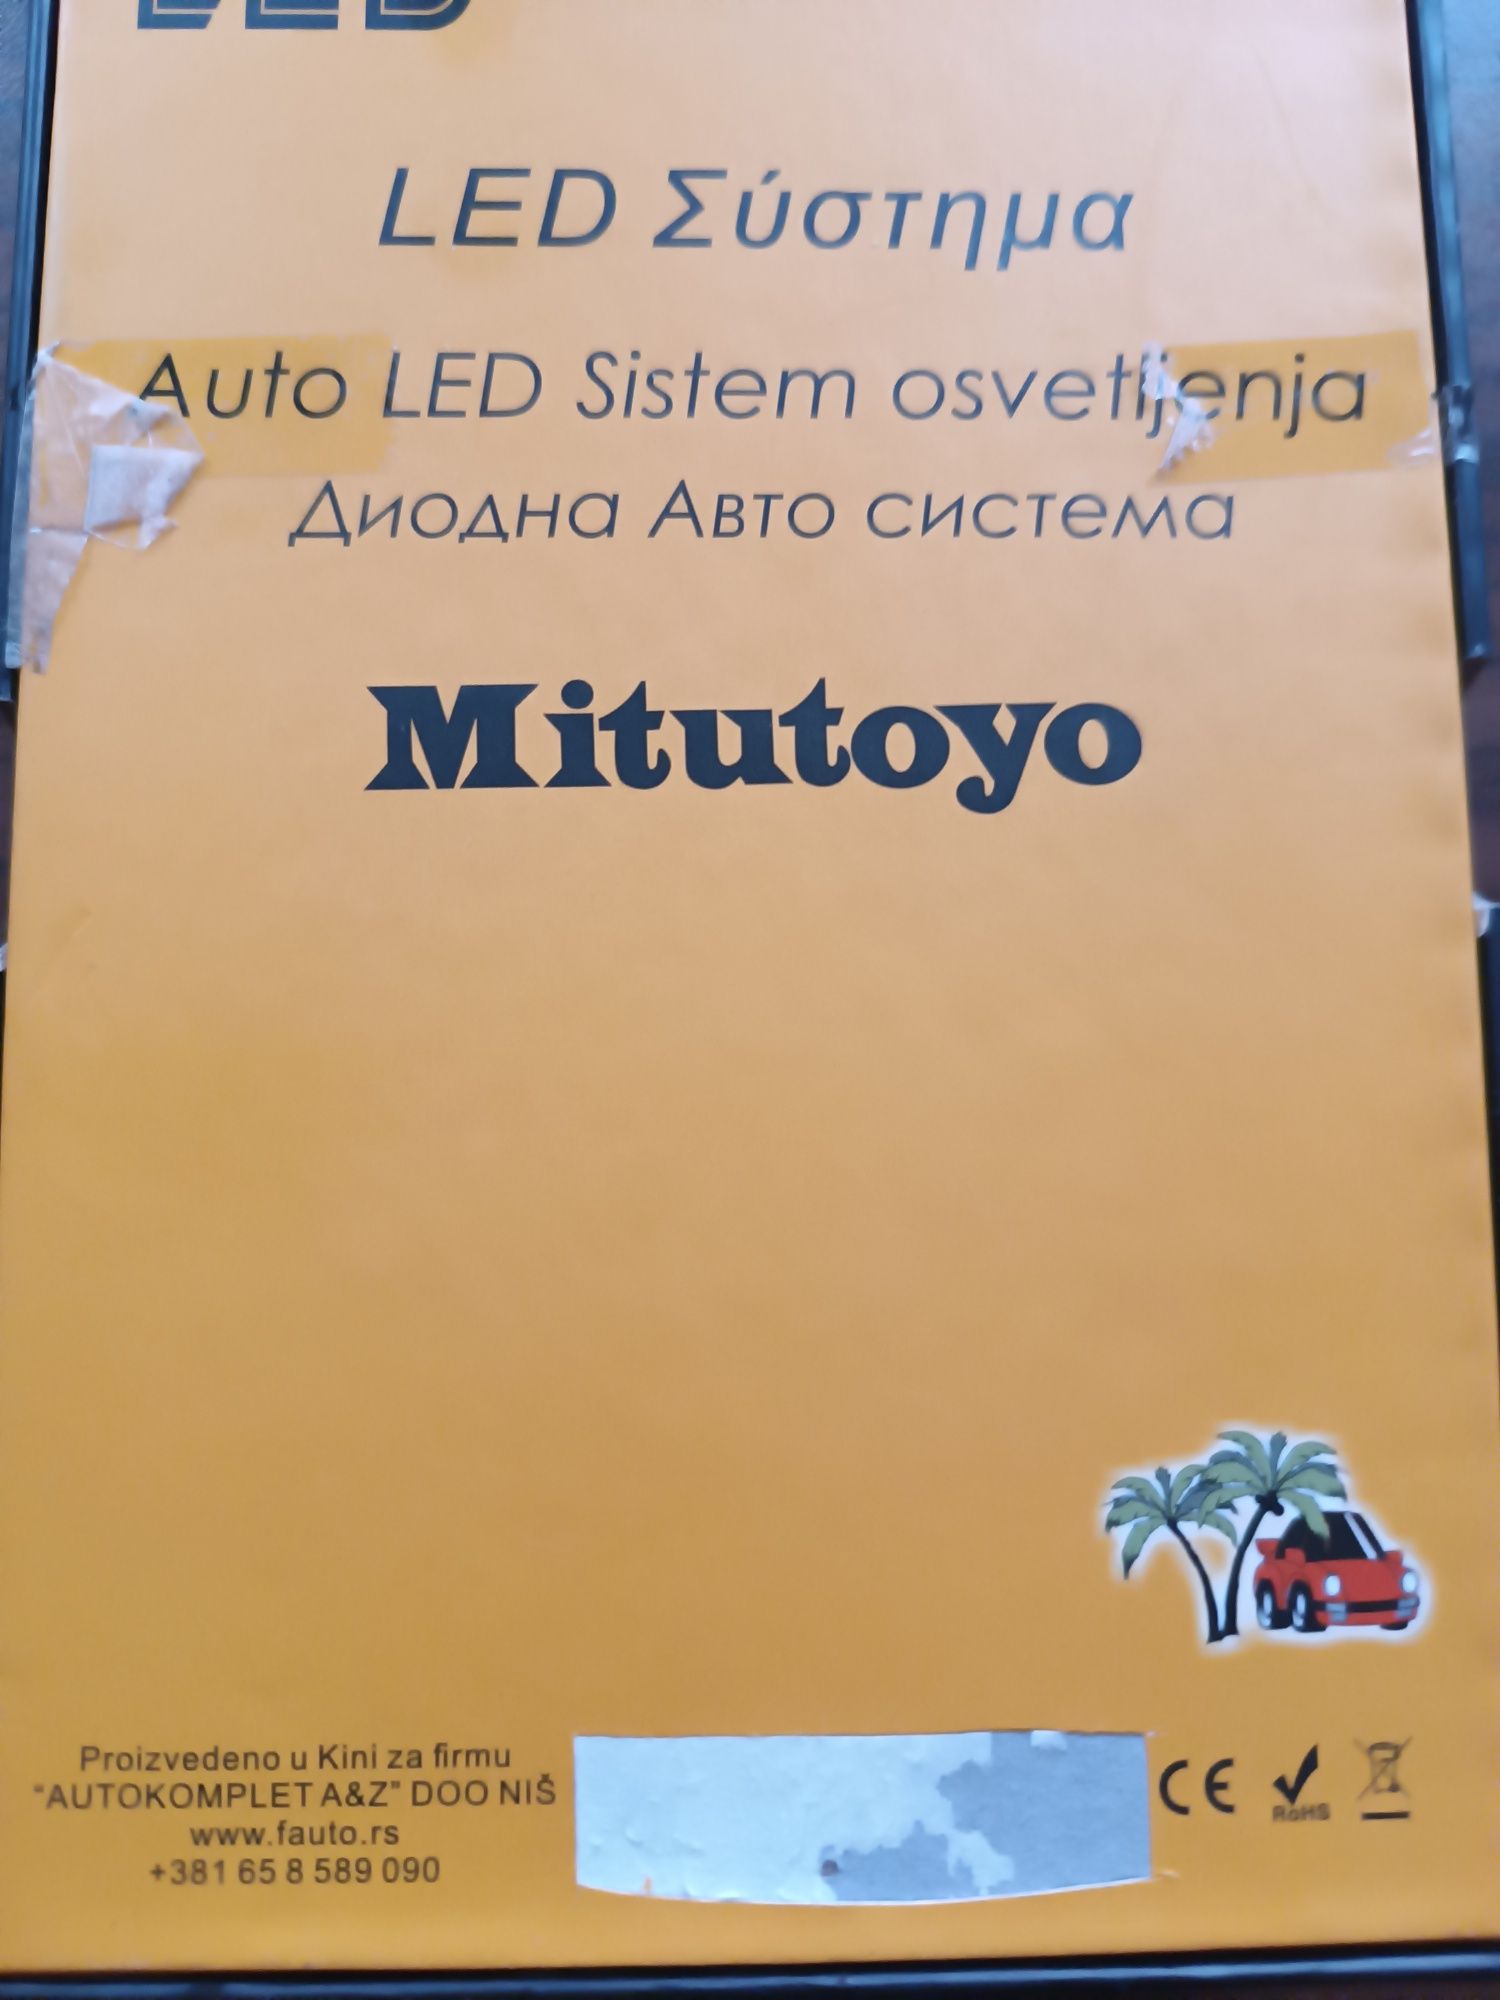 LED
LED Σύστημα
Auto LED Sistem osvetljenja
Диодна Авто система
Mitutoyo
Proizvedeno u Kini za firmu
"AUTOKOMPLET A&Z" DOO NIŠ
www.fauto.rs
+381 65 8 589 090
CE
RoHS